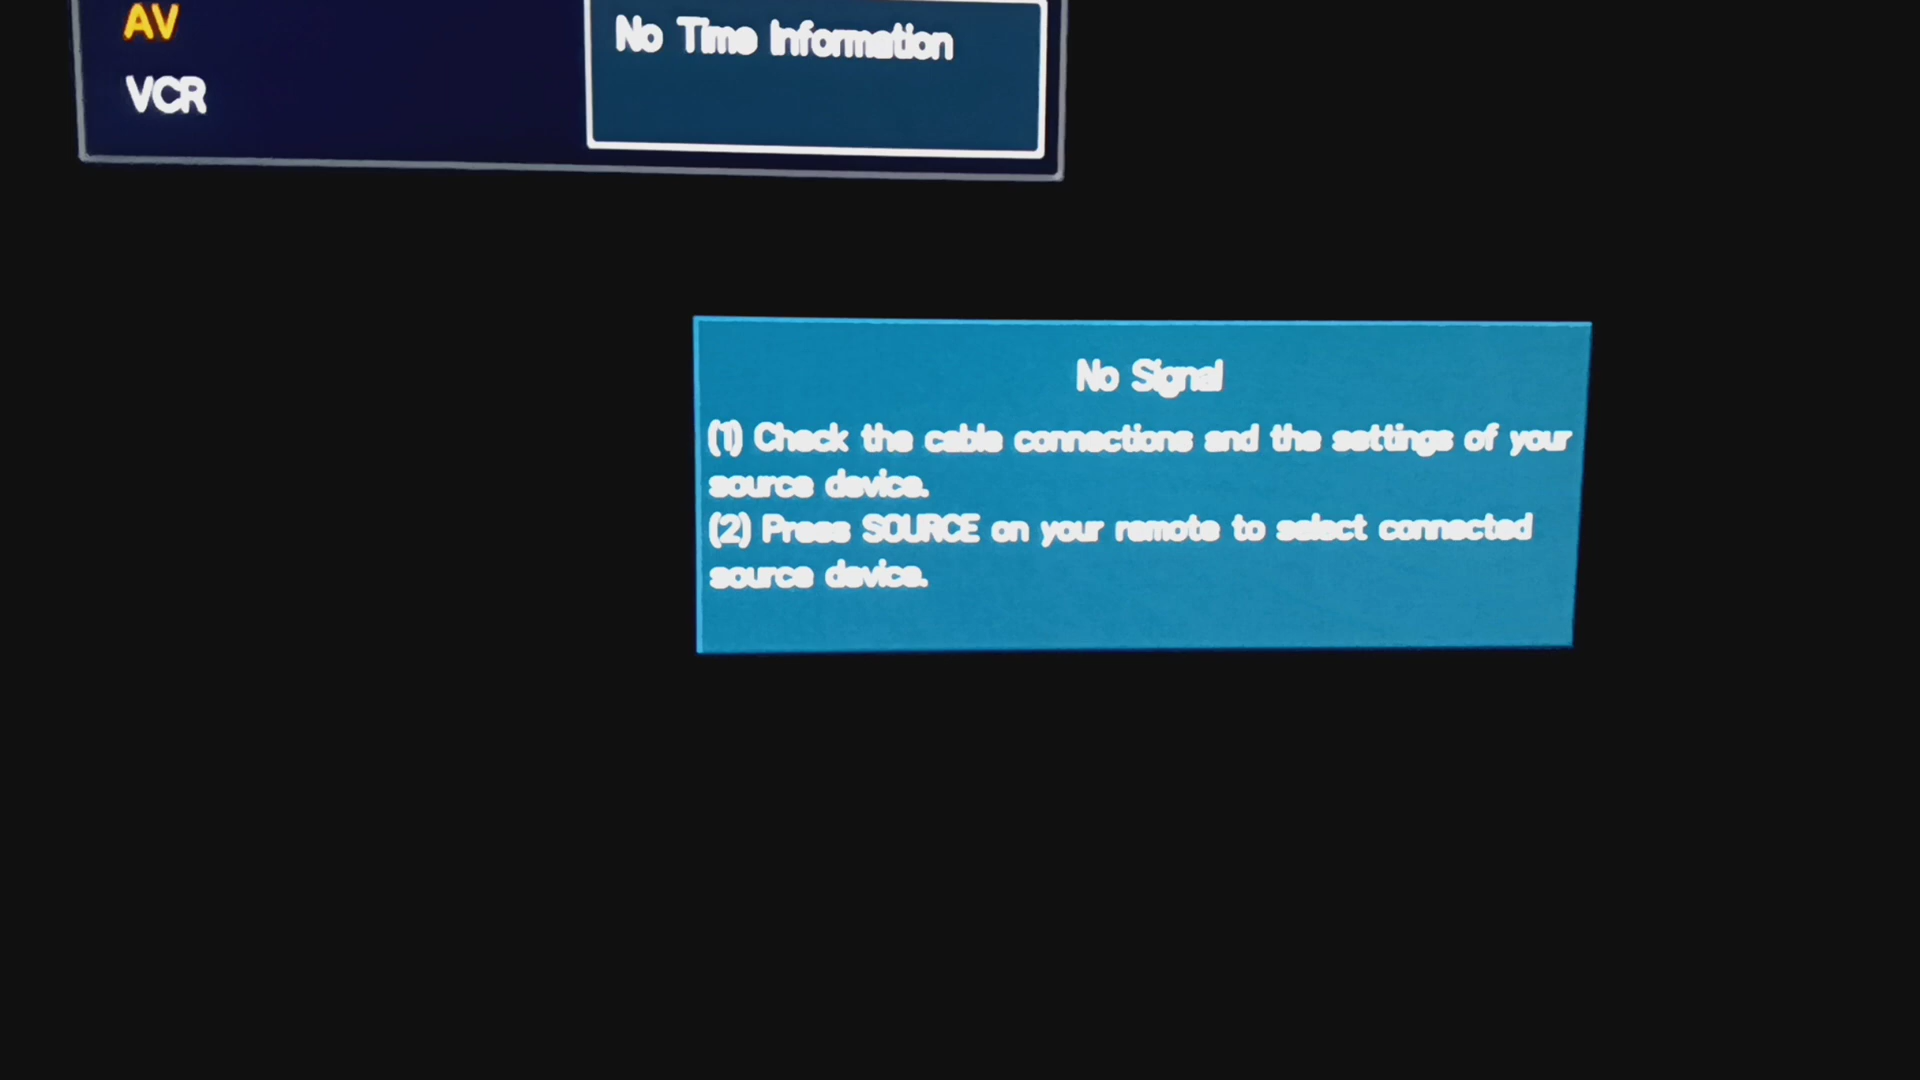 AV
No Time Information
VCR
No Signal
(1) Check the cable connections and the settings of your
source device.
(2) Press SOURCE on your remote to select connected
source device.